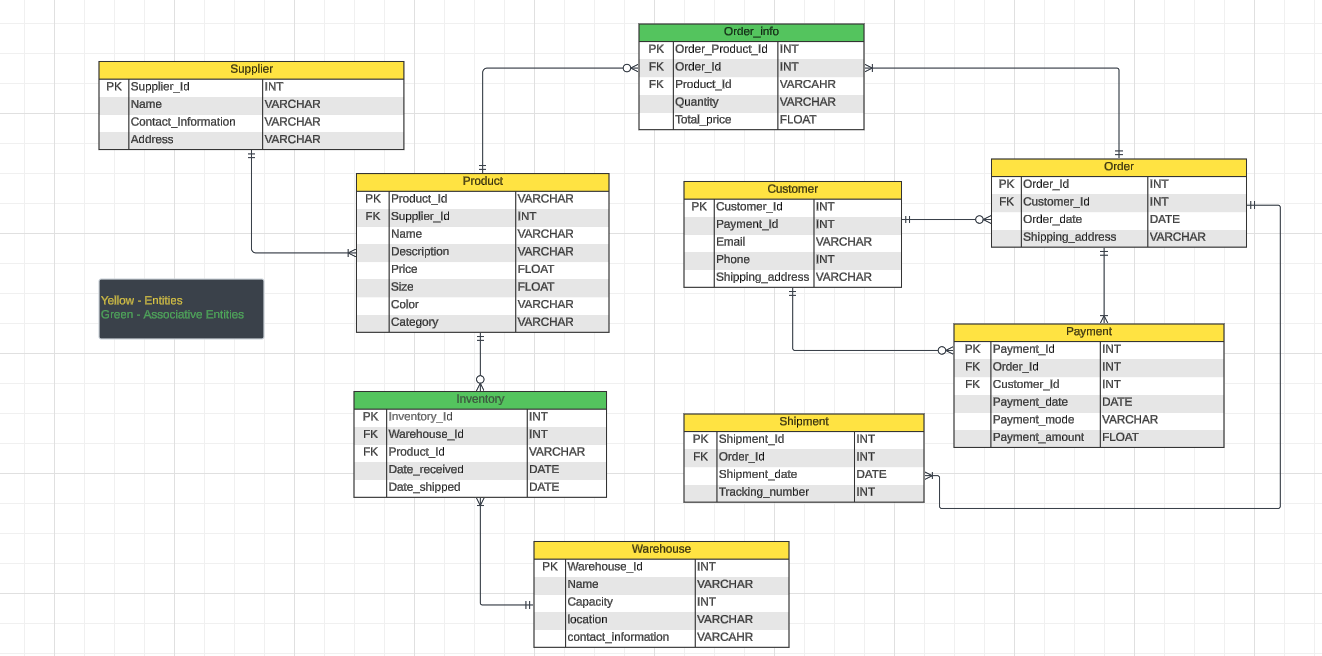 Order_info
PK Order_Product_Id INT
FK Order_Id INT
FK Product_Id VARCAHR
Quantity VARCHAR
Total_price FLOAT
Supplier
PK Supplier_Id INT
Name VARCHAR
Contact_Information VARCHAR
Address VARCHAR
Product
PK Product_Id VARCHAR
FK Supplier_Id INT
Name VARCHAR
Description VARCHAR
Price FLOAT
Size FLOAT
Color VARCHAR
Category VARCHAR
Customer
PK Customer_Id INT
Payment_Id INT
Email VARCHAR
Phone INT
Shipping_address VARCHAR
Order
PK Order_Id INT
FK Customer_Id INT
Order_date DATE
Shipping_address VARCHAR
Yellow - Entities
Green - Associative Entities
Payment
PK Payment_Id INT
FK Order_Id INT
FK Customer_Id INT
Payment_date DATE
Payment_mode VARCHAR
Payment_amount FLOAT
Inventory
PK Inventory_Id INT
FK Warehouse_Id INT
FK Product_Id VARCHAR
Date_received DATE
Date_shipped DATE
Shipment
PK Shipment_Id INT
FK Order_Id INT
Shipment_date DATE
Tracking_number INT
Warehouse
PK Warehouse_Id INT
Name VARCHAR
Capacity INT
location VARCHAR
contact_information VARCAHR